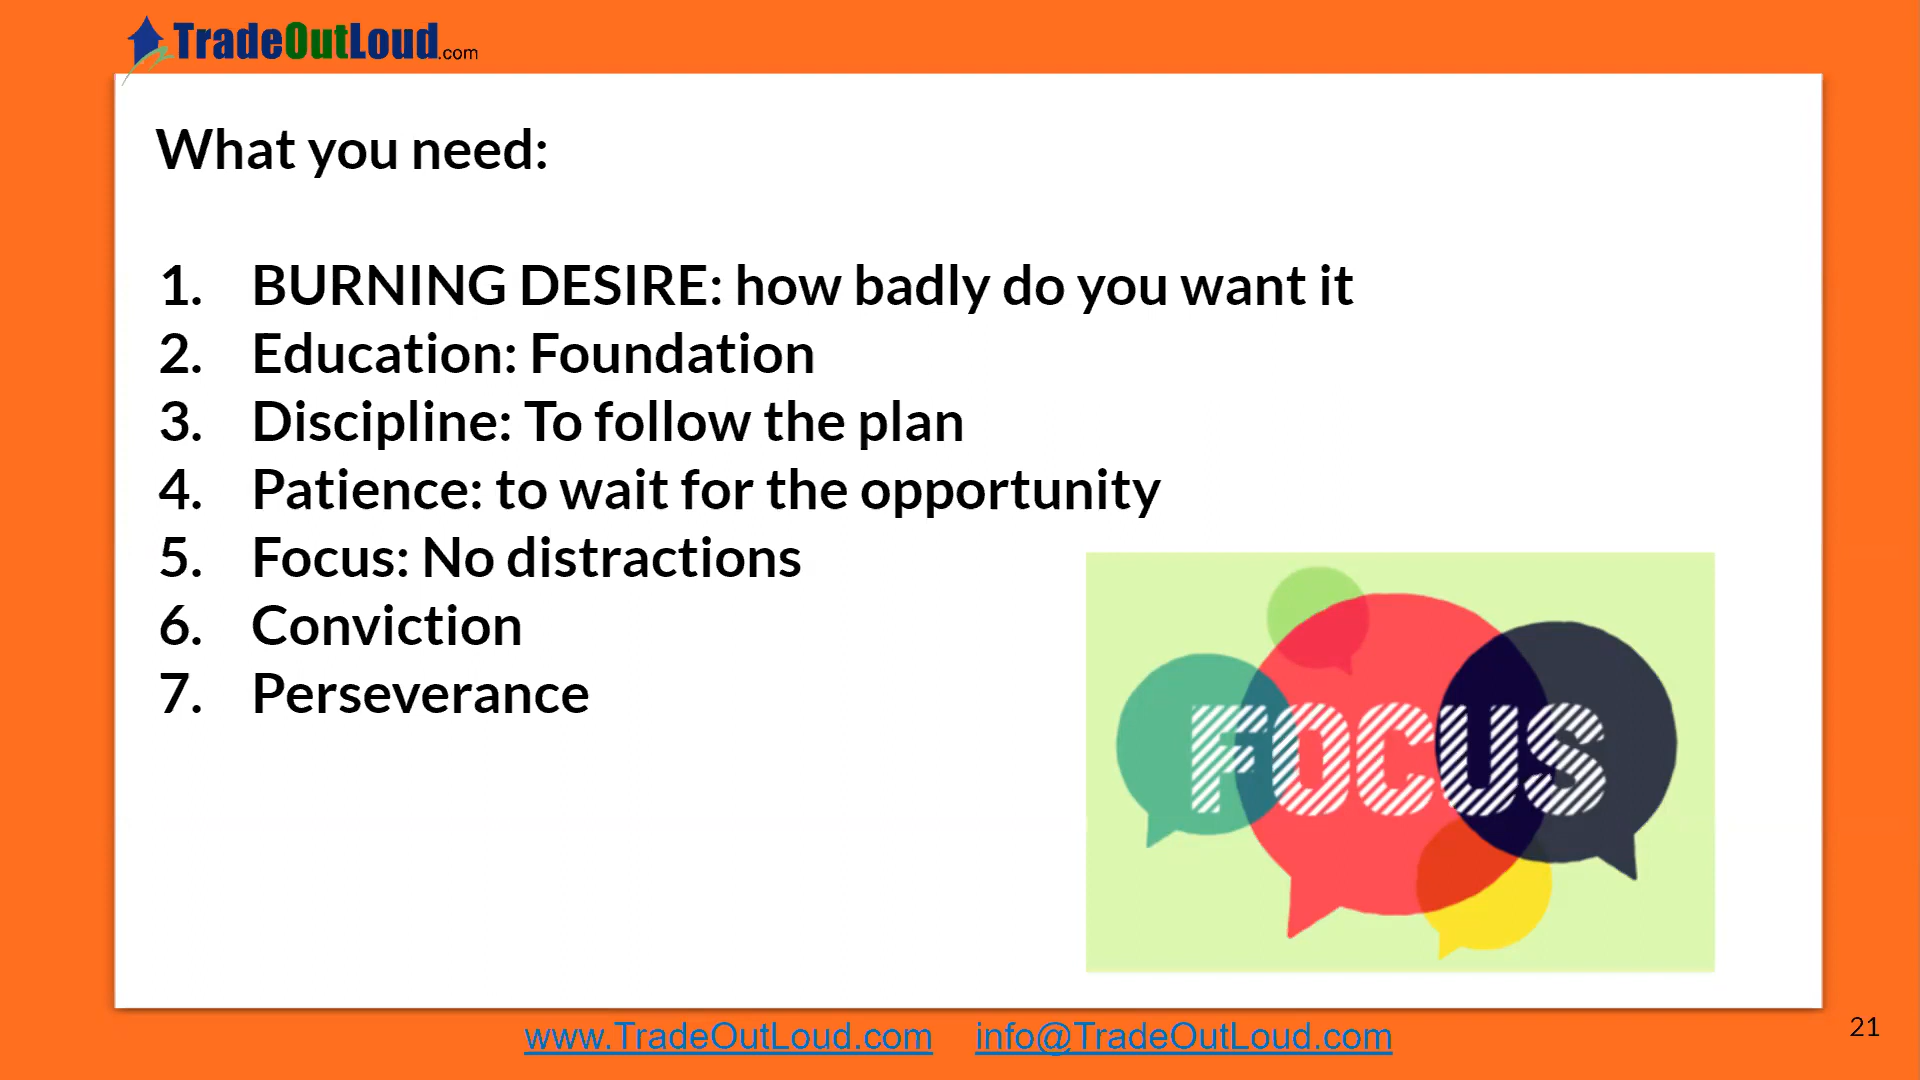 TradeOutLoud.com
What you need:
1. BURNING DESIRE: how badly do you want it
2. Education: Foundation
3. Discipline: To follow the plan
4. Patience: to wait for the opportunity
5. Focus: No distractions
6. Conviction
7. Perseverance
FOCUS
www.TradeOutLoud.com info@TradeOutLoud.com
21